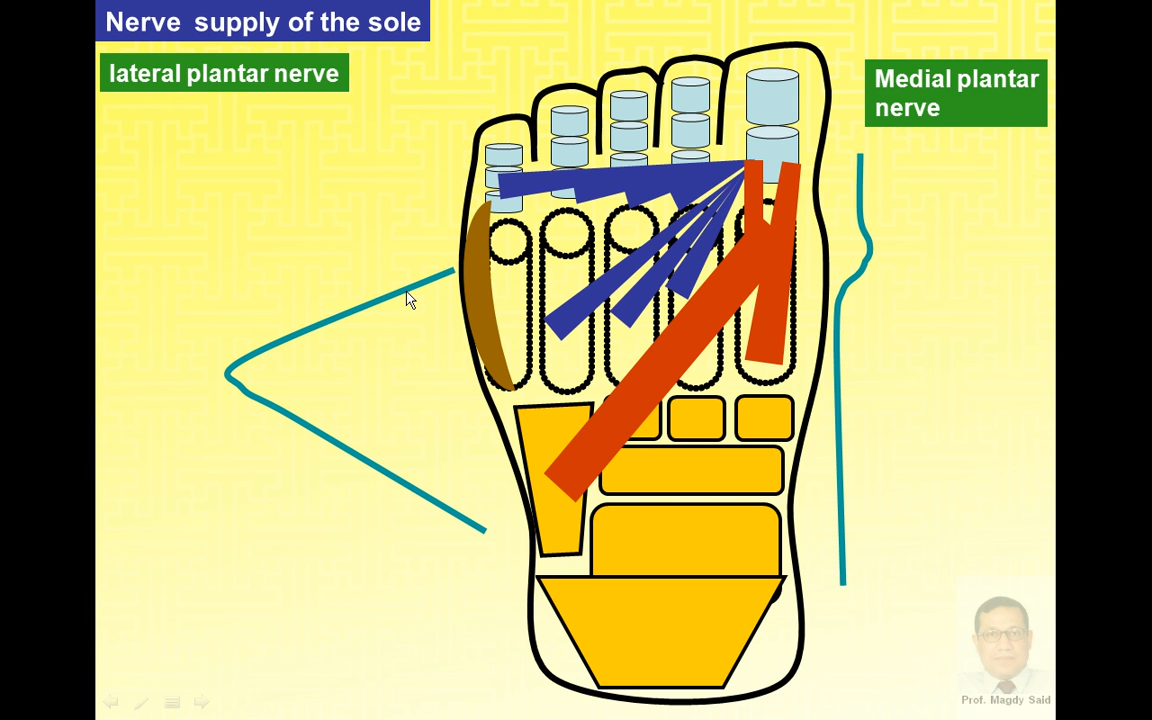 Nerve supply of the sole
lateral plantar nerve
Medial plantar
nerve
Prof. Magdy Said